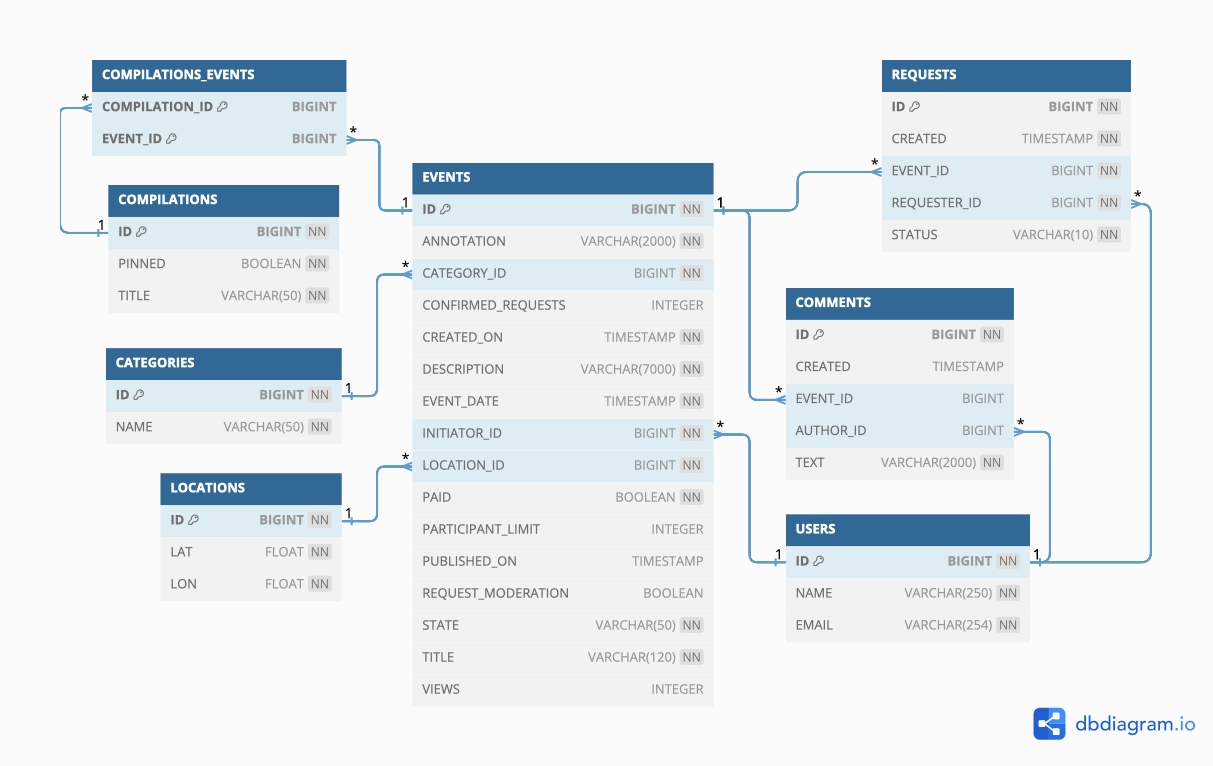 COMPILATIONS_EVENTS
COMPILATION_ID BIGINT
EVENT_ID BIGINT
COMPILATIONS
ID BIGINT NN
PINNED BOOLEAN NN
TITLE VARCHAR(50) NN
CATEGORIES
ID BIGINT NN
NAME VARCHAR(50) NN
LOCATIONS
ID BIGINT NN
LAT FLOAT NN
LON FLOAT NN
EVENTS
ID BIGINT NN
ANNOTATION VARCHAR(2000) NN
CATEGORY_ID BIGINT NN
CONFIRMED_REQUESTS INTEGER
CREATED_ON TIMESTAMP NN
DESCRIPTION VARCHAR(7000) NN
EVENT_DATE TIMESTAMP NN
INITIATOR_ID BIGINT NN
LOCATION_ID BIGINT NN
PAID BOOLEAN NN
PARTICIPANT_LIMIT INTEGER
PUBLISHED_ON TIMESTAMP
REQUEST_MODERATION BOOLEAN
STATE VARCHAR(50) NN
TITLE VARCHAR(120) NN
VIEWS INTEGER
REQUESTS
ID BIGINT NN
CREATED TIMESTAMP NN
EVENT_ID BIGINT NN
REQUESTER_ID BIGINT NN
STATUS VARCHAR(10) NN
COMMENTS
ID BIGINT NN
CREATED TIMESTAMP
EVENT_ID BIGINT
AUTHOR_ID BIGINT
TEXT VARCHAR(2000) NN
USERS
ID BIGINT NN
NAME VARCHAR(250) NN
EMAIL VARCHAR(254) NN
*
1
*
1
*
1
*
1
1
*
*
*
1
*
*
1
dbdiagram.io